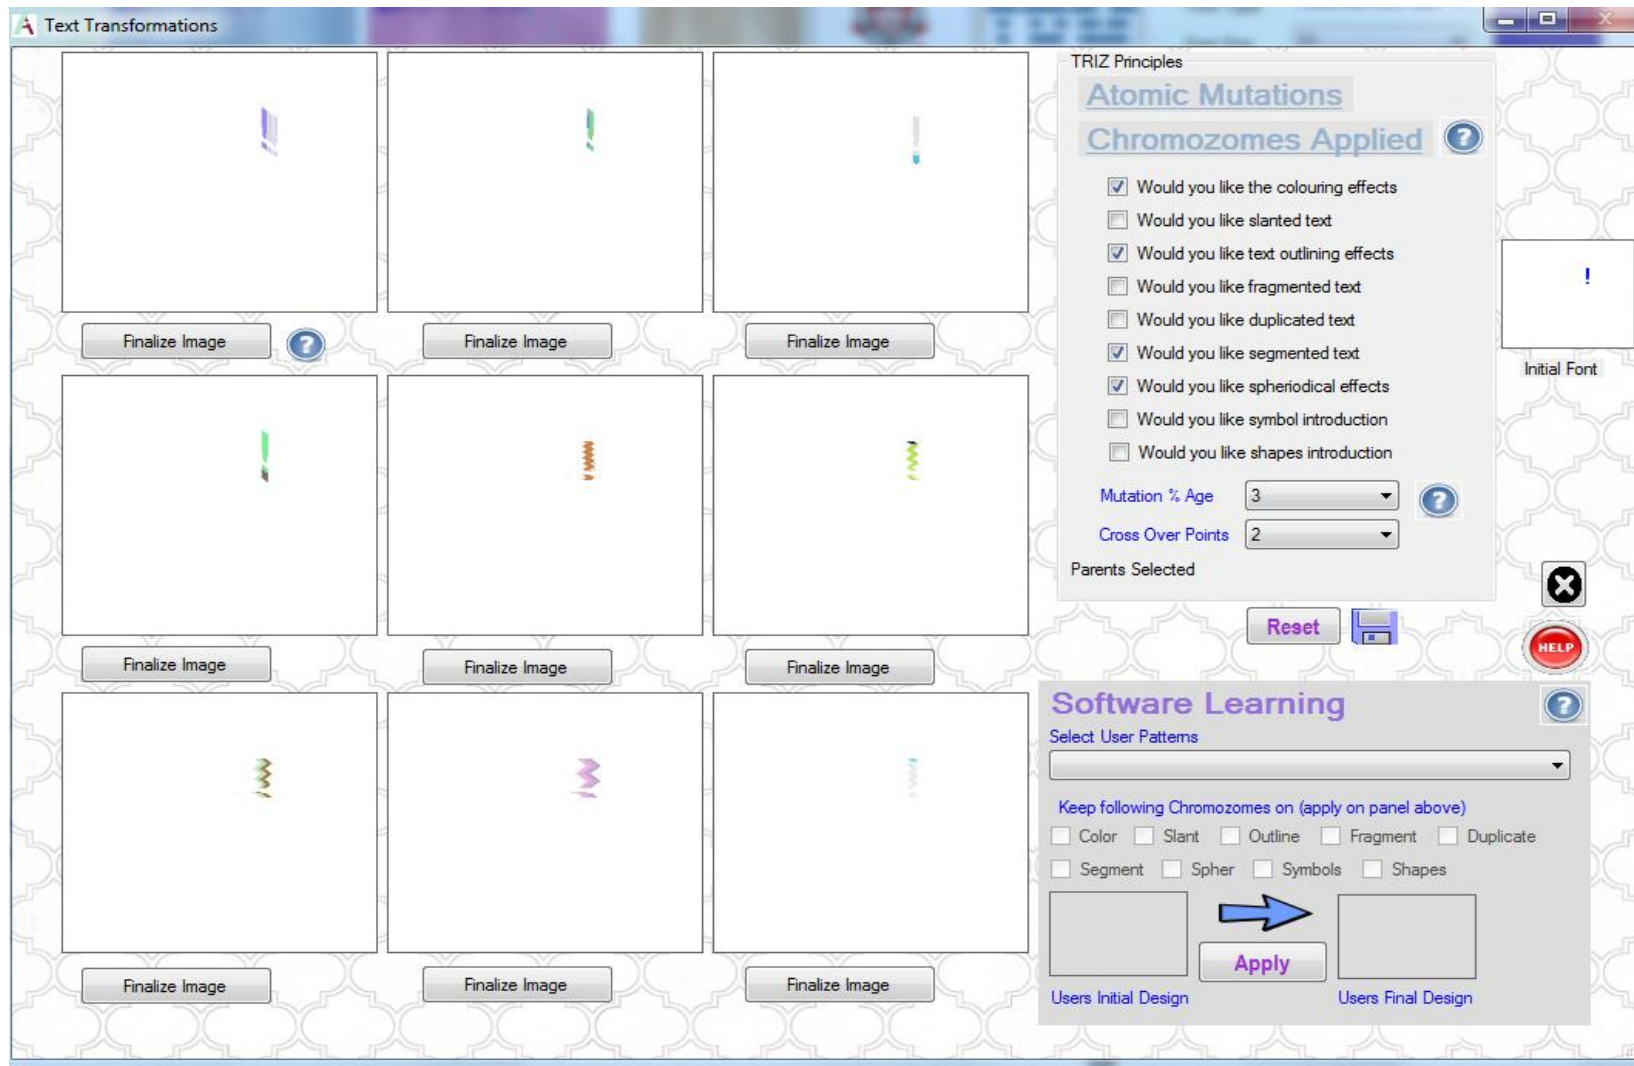 Text Transformations
!
!
!
Finalize Image
?
Finalize Image
Finalize Image
!
Finalize Image
Finalize Image
Finalize Image
Finalize Image
Finalize Image
Finalize Image
TRIZ Principles
Atomic Mutations
Chromozomes Applied
?
Would you like the colouring effects
Would you like slanted text
Would you like text outlining effects
Would you like fragmented text
Would you like duplicated text
Would you like segmented text
Would you like spheriodical effects
Would you like symbol introduction
Would you like shapes introduction
Mutation % Age 3
?
Cross Over Points 2
Parents Selected
!
Initial Font
Reset
HELP
Software Learning
?
Select User Patterns
Keep following Chromozomes on (apply on panel above)
Color Slant Outline Fragment Duplicate
Segment Spher Symbols Shapes
Apply
Users Initial Design
Users Final Design